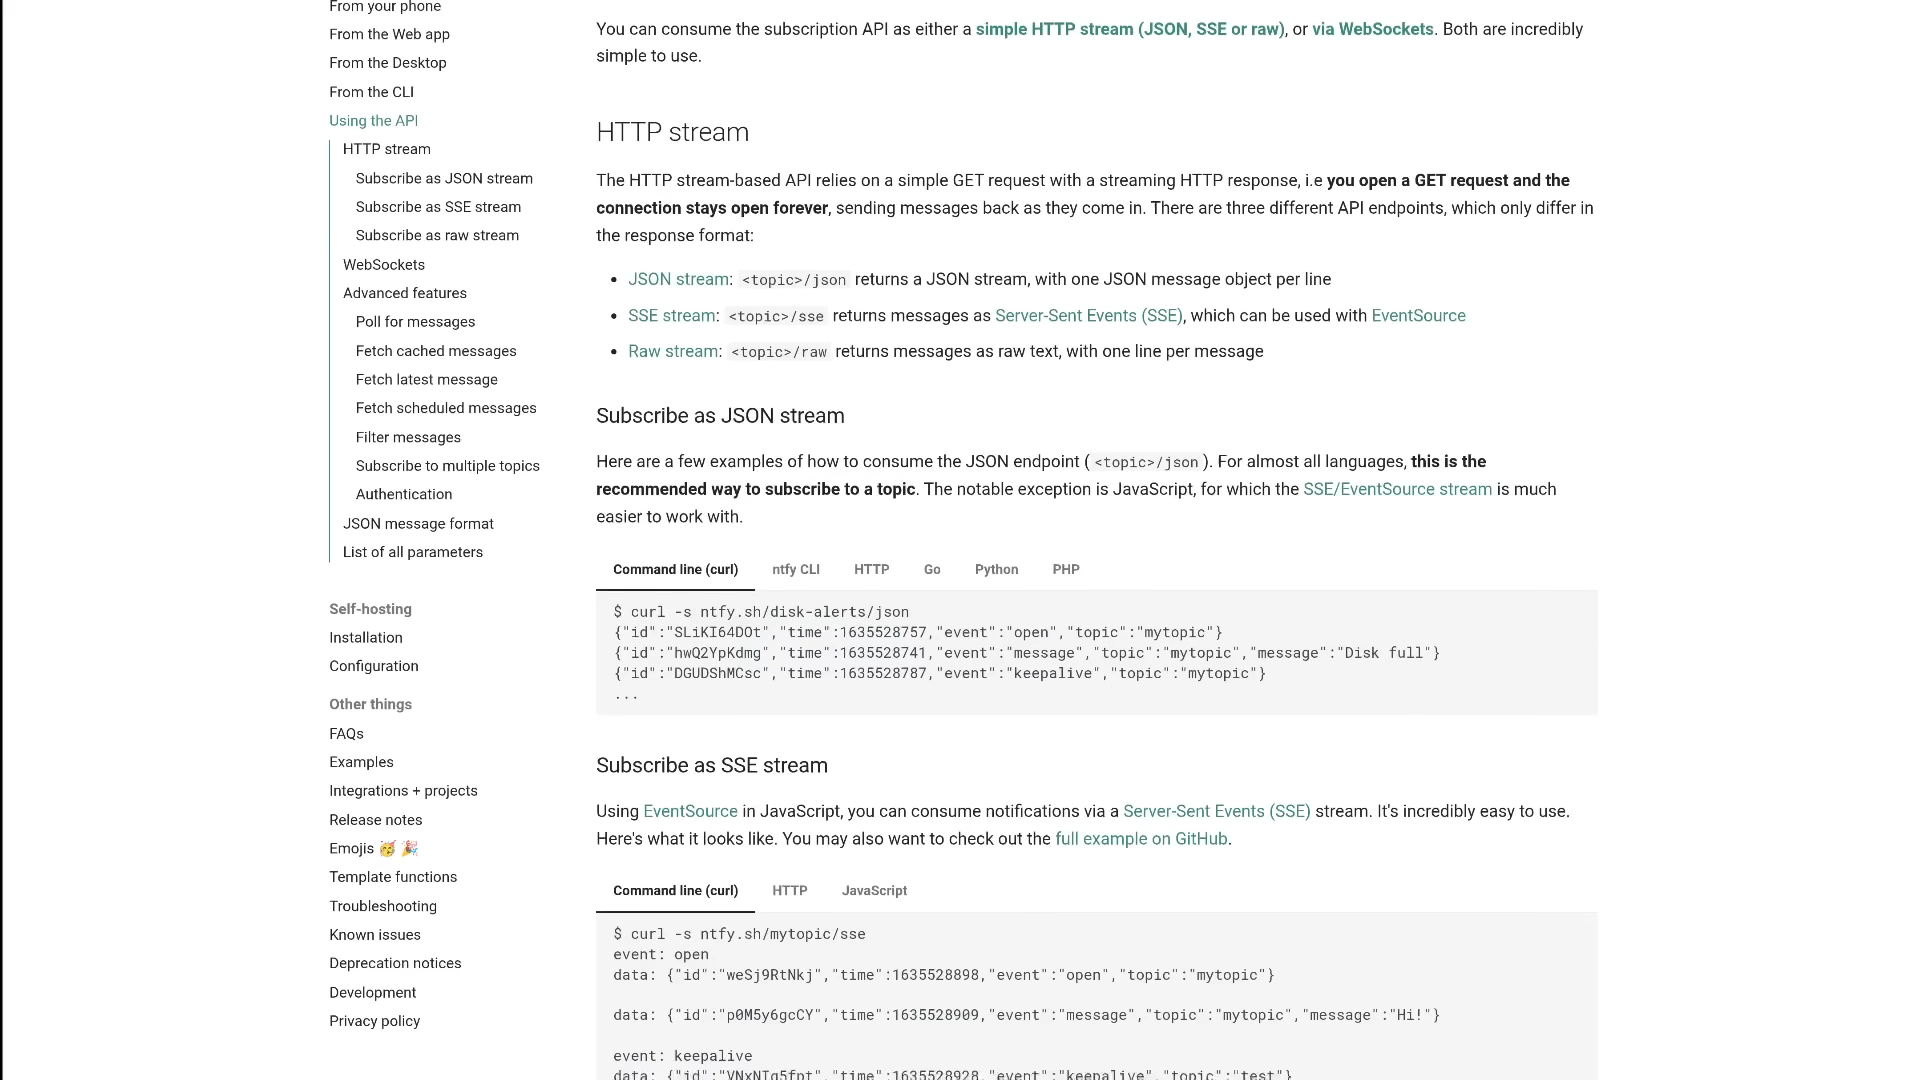 From your phone
From the Web app
From the Desktop
From the CLI
Using the API
HTTP stream
Subscribe as JSON stream
Subscribe as SSE stream
Subscribe as raw stream
WebSockets
Advanced features
Poll for messages
Fetch cached messages
Fetch latest message
Fetch scheduled messages
Filter messages
Subscribe to multiple topics
Authentication
JSON message format
List of all parameters
Self-hosting
Installation
Configuration
Other things
FAQs
Examples
Integrations + projects
Release notes
Emojis 🥳 🎉
Template functions
Troubleshooting
Known issues
Deprecation notices
Development
Privacy policy
You can consume the subscription API as either a simple HTTP stream (JSON, SSE or raw), or via WebSockets. Both are incredibly
simple to use.
HTTP stream
The HTTP stream-based API relies on a simple GET request with a streaming HTTP response, i.e you open a GET request and the
connection stays open forever, sending messages back as they come in. There are three different API endpoints, which only differ in
the response format:
• JSON stream: <topic>/json returns a JSON stream, with one JSON message object per line
• SSE stream: <topic>/sse returns messages as Server-Sent Events (SSE), which can be used with EventSource
• Raw stream: <topic>/raw returns messages as raw text, with one line per message
Subscribe as JSON stream
Here are a few examples of how to consume the JSON endpoint (<topic>/json). For almost all languages, this is the
recommended way to subscribe to a topic. The notable exception is JavaScript, for which the SSE/EventSource stream is much
easier to work with.
Command line (curl) ntfy CLI HTTP Go Python PHP
$ curl -s ntfy.sh/disk-alerts/json
{"id":"SLiKI64DOt","time":1635528757,"event":"open","topic":"mytopic"}
{"id":"hwQ2YpKdmg","time":1635528741,"event":"message","topic":"mytopic","message":"Disk full"}
{"id":"DGUDShMCsc","time":1635528787,"event":"keepalive","topic":"mytopic"}
...
Subscribe as SSE stream
Using EventSource in JavaScript, you can consume notifications via a Server-Sent Events (SSE) stream. It's incredibly easy to use.
Here's what it looks like. You may also want to check out the full example on GitHub.
Command line (curl) HTTP JavaScript
$ curl -s ntfy.sh/mytopic/sse
event: open
data: {"id":"weSj9RtNkj","time":1635528898,"event":"open","topic":"mytopic"}
data: {"id":"p0M5y6gcCY","time":1635528909,"event":"message","topic":"mytopic","message":"Hi!"}
event: keepalive
data: {"id":"VNxNIg5fpt","time":1635528928,"event":"keepalive","topic":"test"}